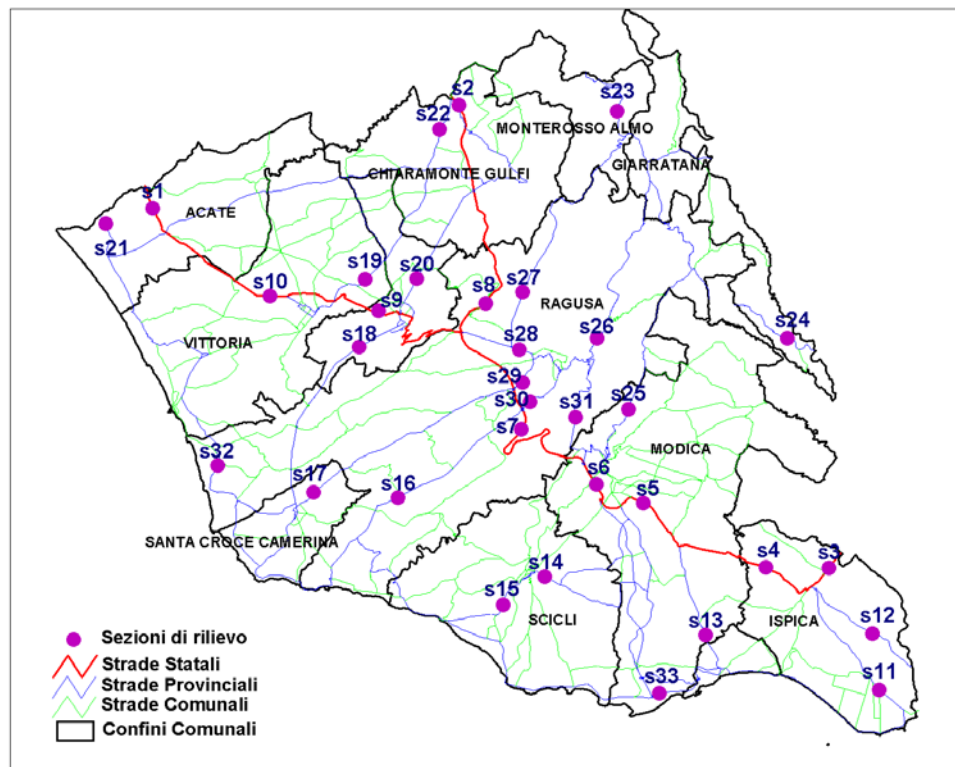 s2
s23
s22
MONTEROSSO ALMO
GIARRATANA
CHIARAMONTE GULFI
s1
ACATE
s21
s19
s20
s27
s10
s8
RAGUSA
s9
s26
s24
VITTORIA
s18
s28
s29
s30
s25
s31
s7
MODICA
s32
s17
s16
s6
s5
SANTA CROCE CAMERINA
s14
s4
s3
s15
SCICLI
s12
ISPICA
s13
s33
s11
Sezioni di rilievo
Strade Statali
Strade Provinciali
Strade Comunali
Confini Comunali